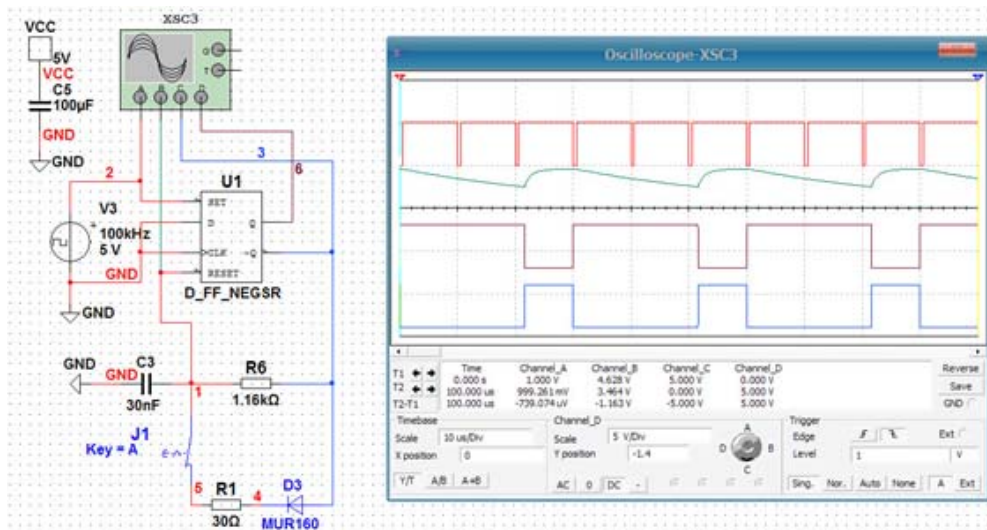 XSC3
VCC
5V
VCC
C5
100µF
GND
GND
3
6
2
U1
V3
100kHz
5 V
GND
GND
SET
D
CLK
RESET
Q
~Q
D_FF_NEGSR
GND
GND
C3
30nF
1
R6
1.16kΩ
J1
Key = A
5
R1
30Ω
4
D3
MUR160
A B C D
G
T
Oscilloscope-XSC3
Time Channel_A Channel_B Channel_C Channel_D
T1 0.000 s 1.000 V 4.628 V 5.000 V 0.000 V
T2 100.000 us 999.261 mV 3.464 V 0.000 V 5.000 V
T2-T1 100.000 us -739.074 uV -1.163 V -5.000 V 5.000 V
Reverse
Save
GND
Timebase
Scale 10 us/Div
X position 0
Y/T A/B A+B
Channel_D
Scale 5 V/Div
Y position -1.4
AC 0 DC -
A
B
C
D
Trigger
Edge Ext
Level 1 V
Sing. Nor. Auto None A Ext